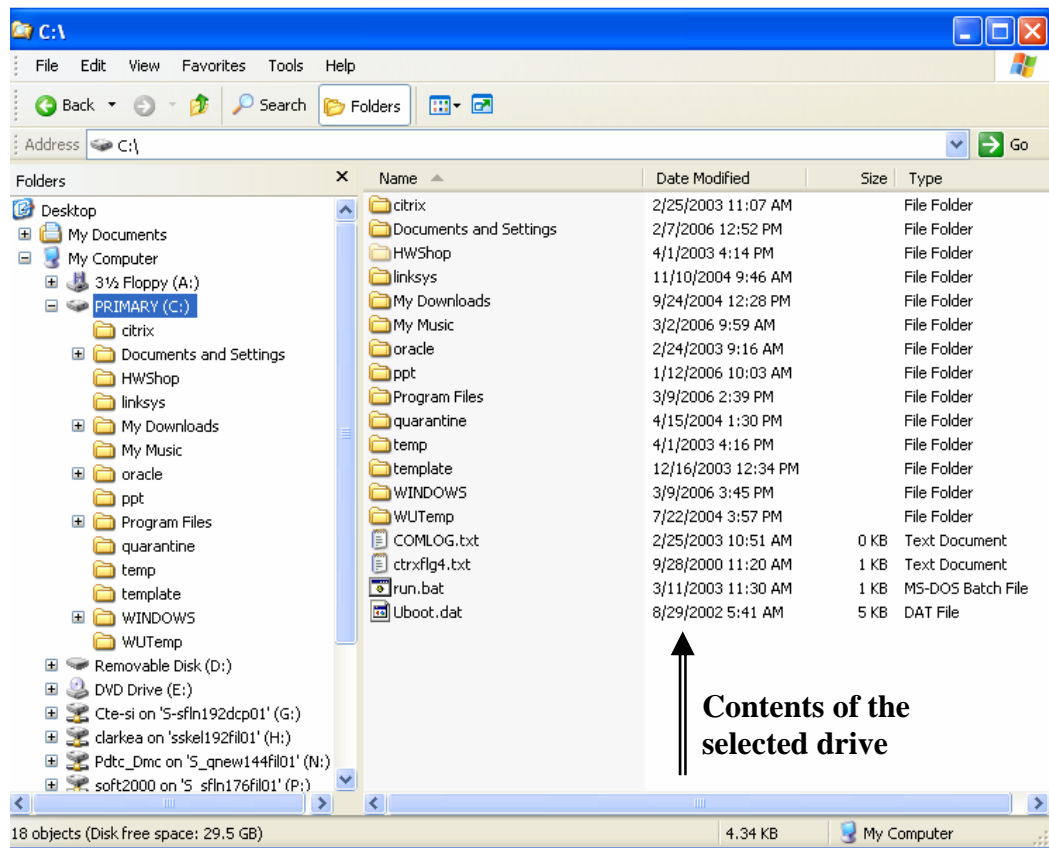 C:\
File Edit View Favorites Tools Help
Back Search Folders
Address C:\ Go
Folders
Desktop
My Documents
My Computer
3½ Floppy (A:)
PRIMARY (C:)
citrix
Documents and Settings
HWShop
linksys
My Downloads
My Music
oracle
ppt
Program Files
quarantine
temp
template
WINDOWS
WUTemp
Removable Disk (D:)
DVD Drive (E:)
Cte-si on 'S-sfln192dcp01' (G:)
clarkea on 'sskel192fil01' (H:)
Pdtc_Dmc on 'S_qnew144fil01' (N:)
soft2000 on 'S_sfln176fil01' (P:)
Name Date Modified Size Type
citrix 2/25/2003 11:07 AM File Folder
Documents and Settings 2/7/2006 12:52 PM File Folder
HWShop 4/1/2003 4:14 PM File Folder
linksys 11/10/2004 9:46 AM File Folder
My Downloads 9/24/2004 12:28 PM File Folder
My Music 3/2/2006 9:59 AM File Folder
oracle 2/24/2003 9:16 AM File Folder
ppt 1/12/2006 10:03 AM File Folder
Program Files 3/9/2006 2:39 PM File Folder
quarantine 4/15/2004 1:30 PM File Folder
temp 4/1/2003 4:16 PM File Folder
template 12/16/2003 12:34 PM File Folder
WINDOWS 3/9/2006 3:45 PM File Folder
WUTemp 7/22/2004 3:57 PM File Folder
COMLOG.txt 2/25/2003 10:51 AM 0 KB Text Document
ctrxflg4.txt 9/28/2000 11:20 AM 1 KB Text Document
run.bat 3/11/2003 11:30 AM 1 KB MS-DOS Batch File
Uboot.dat 8/29/2002 5:41 AM 5 KB DAT File
Contents of the
selected drive
18 objects (Disk free space: 29.5 GB) 4.34 KB My Computer